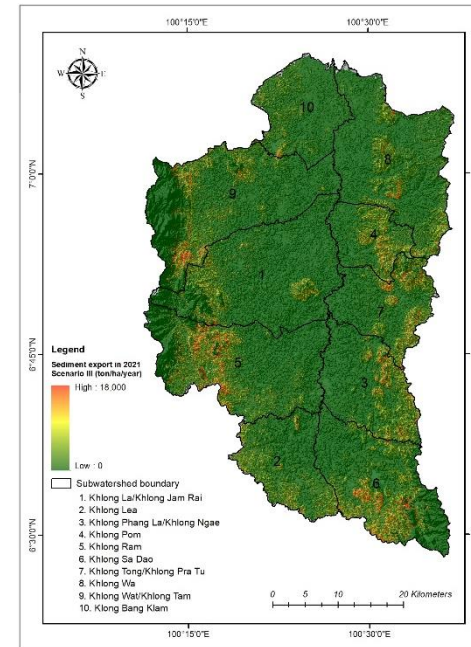 100°15'0"E 100°30'0"E
N
W E
S
7°0'0"N
6°45'0"N
6°30'0"N
10
8
9
4
1
7
5
3
2
6
Legend
Sediment export in 2021
Scenario III (ton/ha/year)
High : 18,000
Low : 0
Subwatershed boundary
1. Khlong La/Khlong Jam Rai
2. Khlong Lea
3. Khlong Phang La/Khlong Ngae
4. Khlong Pom
5. Khlong Ram
6. Khlong Sa Dao
7. Khlong Tong/Khlong Pra Tu
8. Khlong Wa
9. Khlong Wat/Khlong Tam
10. Klong Bang Klam
0 5 10 20 Kilometers
100°15'0"E 100°30'0"E